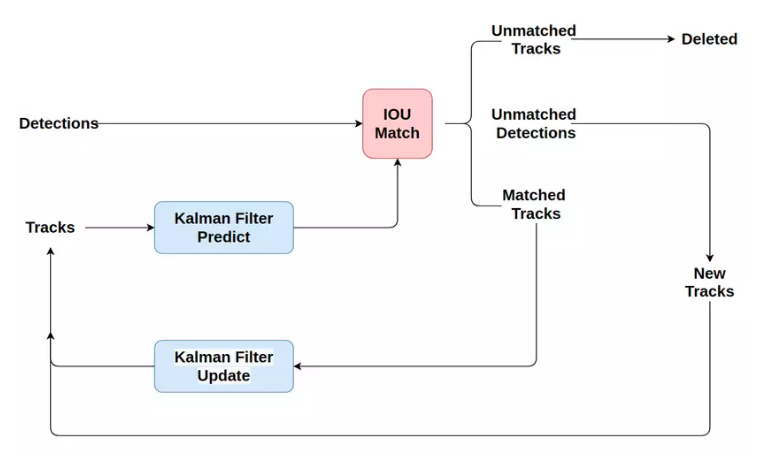 Unmatched
Tracks
Deleted
Detections
IOU
Match
Unmatched
Detections
Matched
Tracks
Tracks
Kalman Filter
Predict
New
Tracks
Kalman Filter
Update